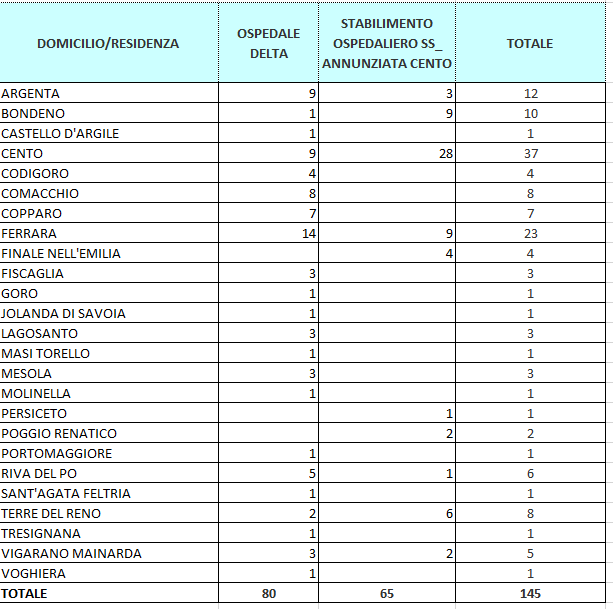 DOMICILIO/RESIDENZA OSPEDALE DELTA STABILIMENTO OSPEDALIERO SS_ ANNUNZIATA CENTO TOTALE
ARGENTA 9 3 12
BONDENO 1 9 10
CASTELLO D'ARGILE 1 1
CENTO 9 28 37
CODIGORO 4 4
COMACCHIO 8 8
COPPARO 7 7
FERRARA 14 9 23
FINALE NELL'EMILIA 4 4
FISCAGLIA 3 3
GORO 1 1
JOLANDA DI SAVOIA 1 1
LAGOSANTO 3 3
MASI TORELLO 1 1
MESOLA 3 3
MOLINELLA 1 1
PERSICETO 1 1
POGGIO RENATICO 2 2
PORTOMAGGIORE 1 1
RIVA DEL PO 5 1 6
SANT'AGATA FELTRIA 1 1
TERRE DEL RENO 2 6 8
TRESIGNANA 1 1
VIGARANO MAINARDA 3 2 5
VOGHIERA 1 1
TOTALE 80 65 145